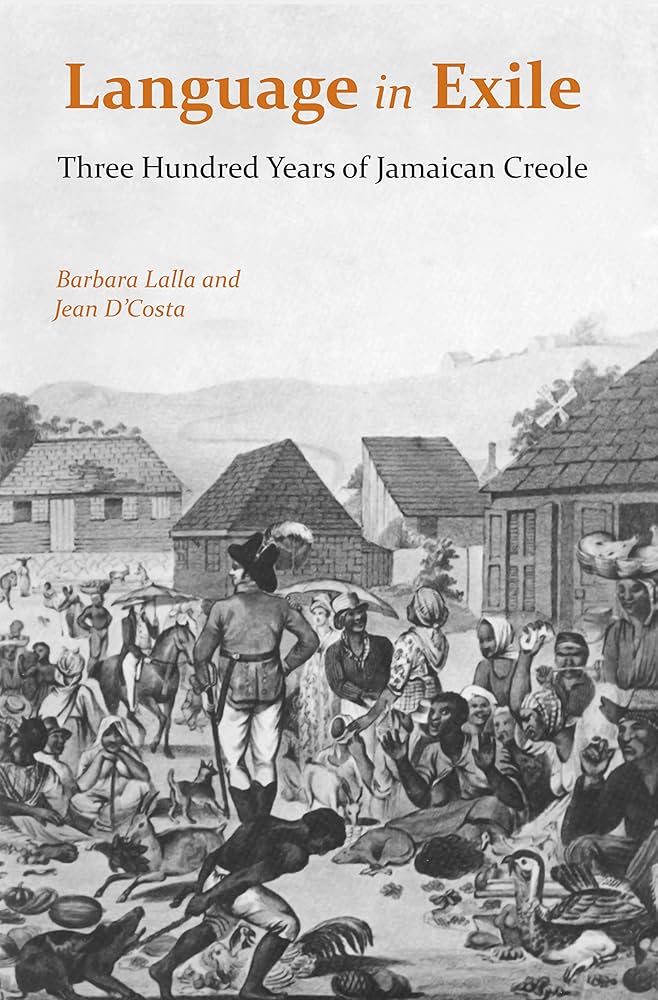 Language in Exile
Three Hundred Years of Jamaican Creole
Barbara Lalla and
Jean D’Costa